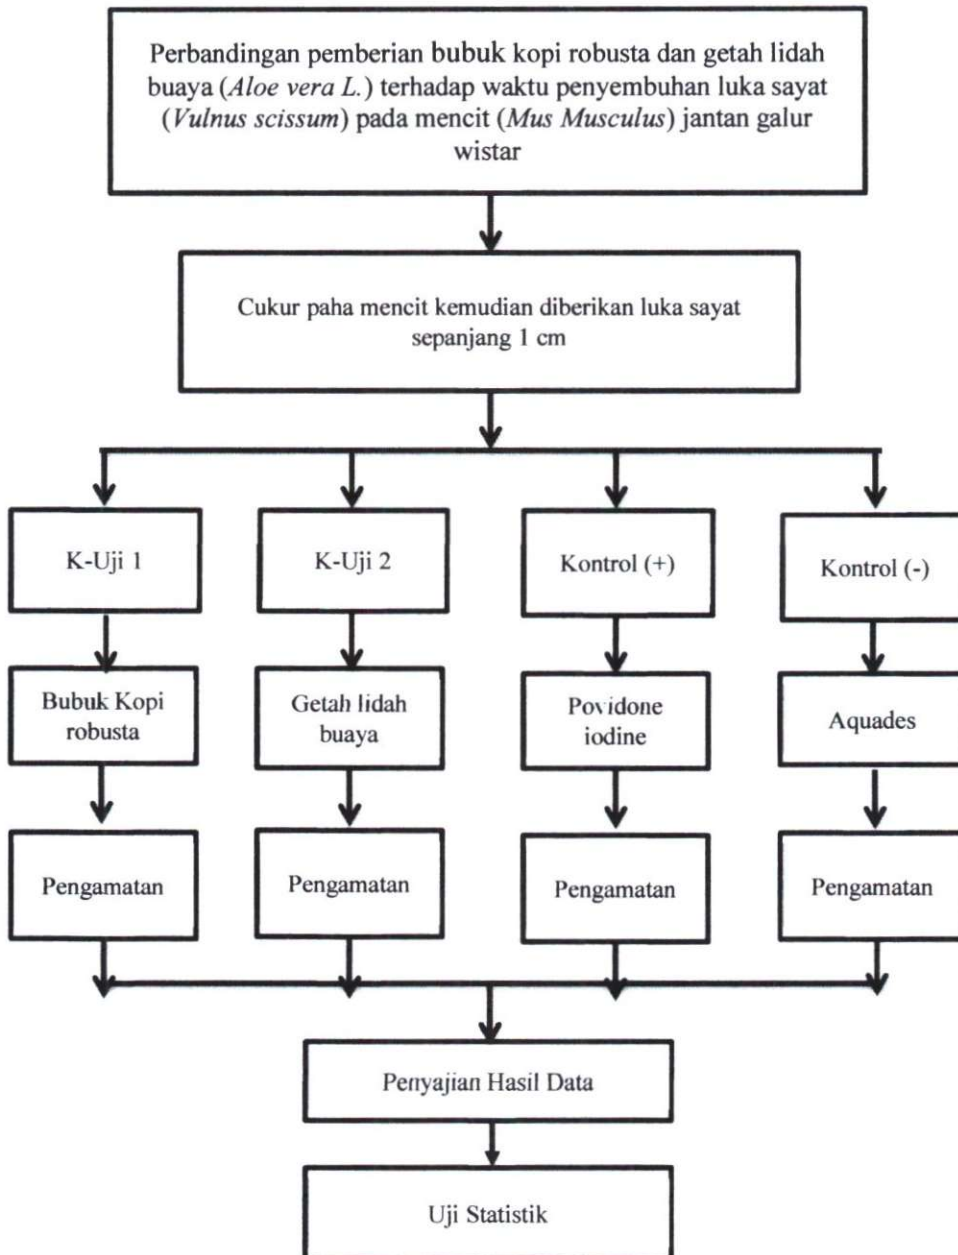 Perbandingan pemberian bubuk kopi robusta dan getah lidah
buaya (Aloe vera L.) terhadap waktu penyembuhan luka sayat
(Vulnus scissum) pada mencit (Mus Musculus) jantan galur
wistar
Cukur paha mencit kemudian diberikan luka sayat
sepanjang 1 cm
K-Uji 1
K-Uji 2
Kontrol (+)
Kontrol (-)
Bubuk Kopi
robusta
Getah lidah
buaya
Povidone
iodine
Aquades
Pengamatan
Pengamatan
Pengamatan
Pengamatan
Penyajian Hasil Data
Uji Statistik